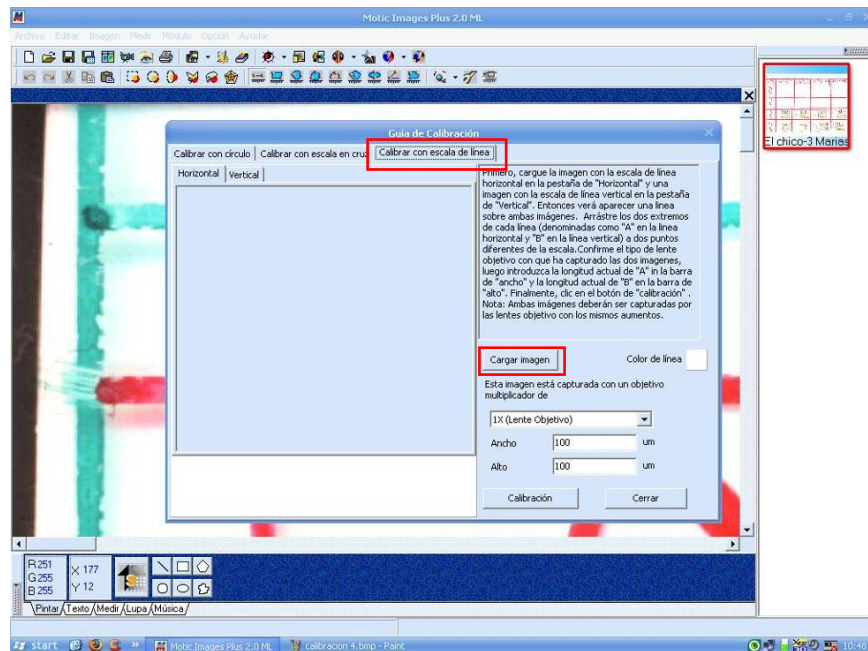 Motic Images Plus 2.0 ML
Archivo Editar Imagen Medir Módulo Opción Ayudar
El chico-3 Marias
Guía de Calibración
Calibrar con círculo Calibrar con escala en cruz Calibrar con escala de línea
Horizontal Vertical
Primero, cargue la imagen con la escala de línea
horizontal en la pestaña de "Horizontal" y una
imagen con la escala de línea vertical en la pestaña
de "Vertical". Entonces verá aparecer una linea
sobre ambas imágenes. Arrástre los dos extremos
de cada línea (denominadas como "A" en la linea
horizontal y "B" en la línea vertical) a dos puntos
diferentes de la escala.Confirme el tipo de lente
objetivo con que ha capturado las dos imagenes,
luego introduzca la longitud actual de "A" in la barra
de "ancho" y la longitud actual de "B" en la barra de
"alto". Finalmente, clic en el botón de "calibración" .
Nota: Ambas imágenes deberán ser capturadas por
las lentes objetivo con los mismos aumentos.
Cargar imagen Color de línea
Esta imagen está capturada con un objetivo
multiplicador de
1X (Lente Objetivo)
Ancho 100 um
Alto 100 um
Calibración Cerrar
R 251
G 255
B 255
X 177
Y 12
Pintar Texto Medir Lupa Música
start Motic Images Plus 2.0 ML calibracion 4.bmp - Paint 10:48